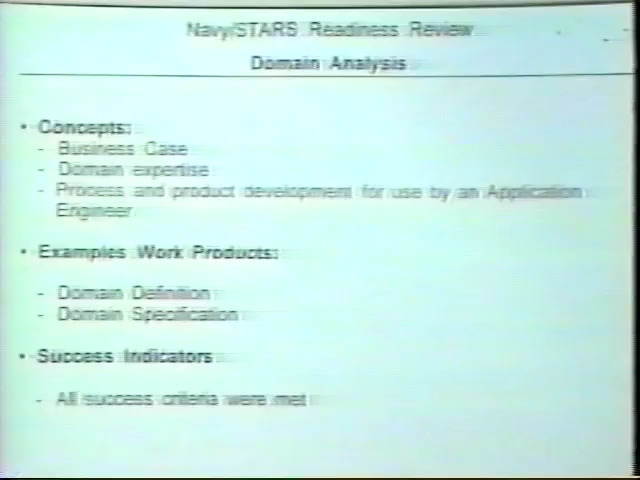 Navy/STARS Readiness Review
Domain Analysis
• Concepts:
- Business Case
- Domain expertise
- Process and product development for use by an Application
Engineer
• Examples Work Products:
- Domain Definition
- Domain Specification
• Success Indicators
- All success criteria were met